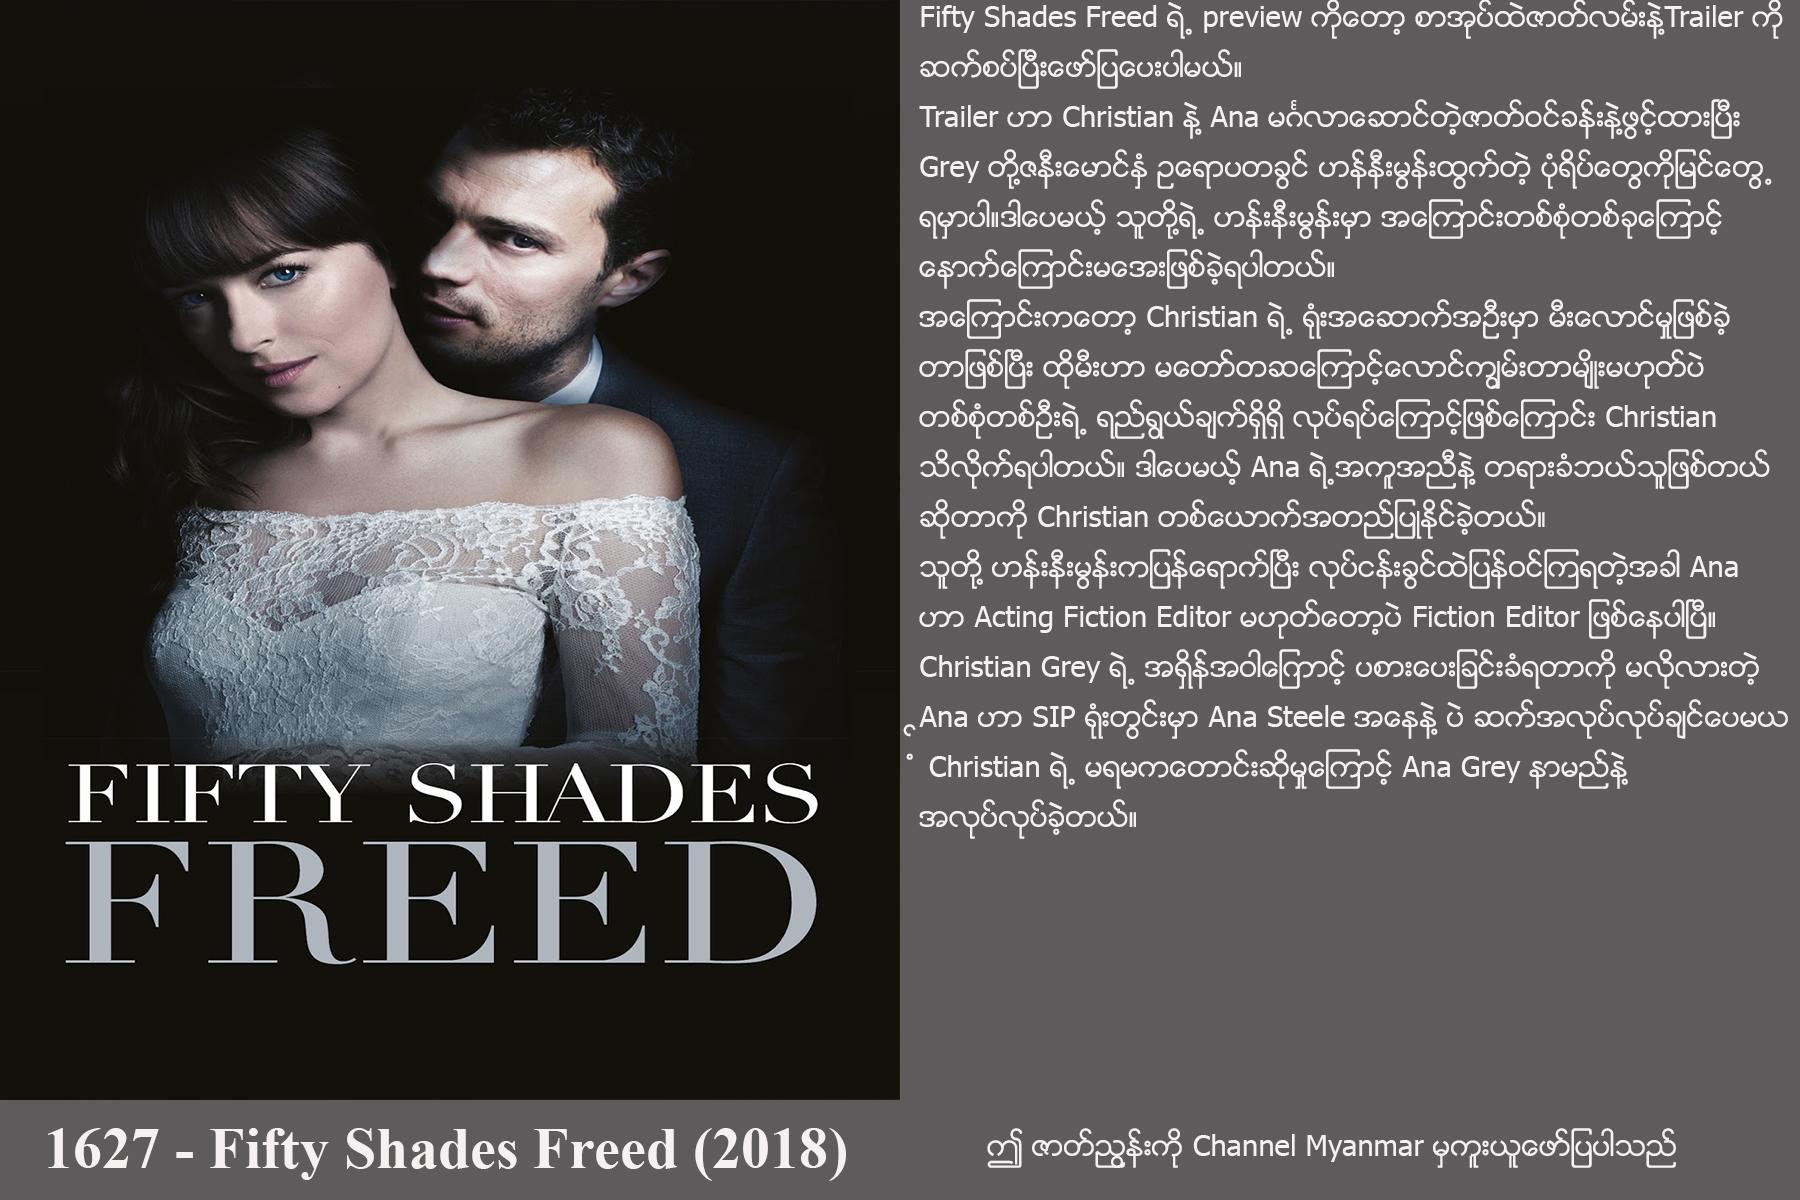 FIFTY SHADES
FREED
1627 - Fifty Shades Freed (2018)
Fifty Shades Freed ရဲ့ preview ကိုတော့ စာအုပ်ထဲဇာတ်လမ်းနဲ့Trailer ကို
ဆက်စပ်ပြီးဖော်ပြပေးပါမယ်။
Trailer ဟာ Christian နဲ့ Ana မင်္ဂလာဆောင်တဲ့ဇာတ်ဝင်ခန်းနဲ့ဖွင့်ထားပြီး
Grey တို့ဇနီးမောင်နှံ ဥရောပတခွင် ဟန်နီးမွန်းထွက်တဲ့ ပုံရိပ်တွေကိုမြင်တွေ့
ရမှာပါ။ဒါပေမယ့် သူတို့ရဲ့ ဟန်းနီးမွန်းမှာ အကြောင်းတစ်စုံတစ်ခုကြောင့်
နောက်ကြောင်းမအေးဖြစ်ခဲ့ရပါတယ်။
အကြောင်းကတော့ Christian ရဲ့ ရုံးအဆောက်အဦးမှာ မီးလောင်မှုဖြစ်ခဲ့
တာဖြစ်ပြီး ထိုမီးဟာ မတော်တဆကြောင့်လောင်ကျွမ်းတာမျိုးမဟုတ်ပဲ
တစ်စုံတစ်ဦးရဲ့ ရည်ရွယ်ချက်ရှိရှိ လုပ်ရပ်ကြောင့်ဖြစ်ကြောင်း Christian
သိလိုက်ရပါတယ်။ ဒါပေမယ့် Ana ရဲ့အကူအညီနဲ့ တရားခံဘယ်သူဖြစ်တယ်
ဆိုတာကို Christian တစ်ယောက်အတည်ပြုနိုင်ခဲ့တယ်။
သူတို့ ဟန်းနီးမွန်းကပြန်ရောက်ပြီး လုပ်ငန်းခွင်ထဲပြန်ဝင်ကြရတဲ့အခါ Ana
ဟာ Acting Fiction Editor မဟုတ်တော့ပဲ Fiction Editor ဖြစ်နေပါပြီ။
Christian Grey ရဲ့ အရှိန်အဝါကြောင့် ပစားပေးခြင်းခံရတာကို မလိုလားတဲ့
Ana ဟာ SIP ရုံးတွင်းမှာ Ana Steele အနေနဲ့ ပဲ ဆက်အလုပ်လုပ်ချင်ပေမယ
့် Christian ရဲ့ မရမကတောင်းဆိုမှုကြောင့် Ana Grey နာမည်နဲ့
အလုပ်လုပ်ခဲ့တယ်။
ဤ ဇာတ်ညွှန်းကို Channel Myanmar မှကူးယူဖော်ပြပါသည်